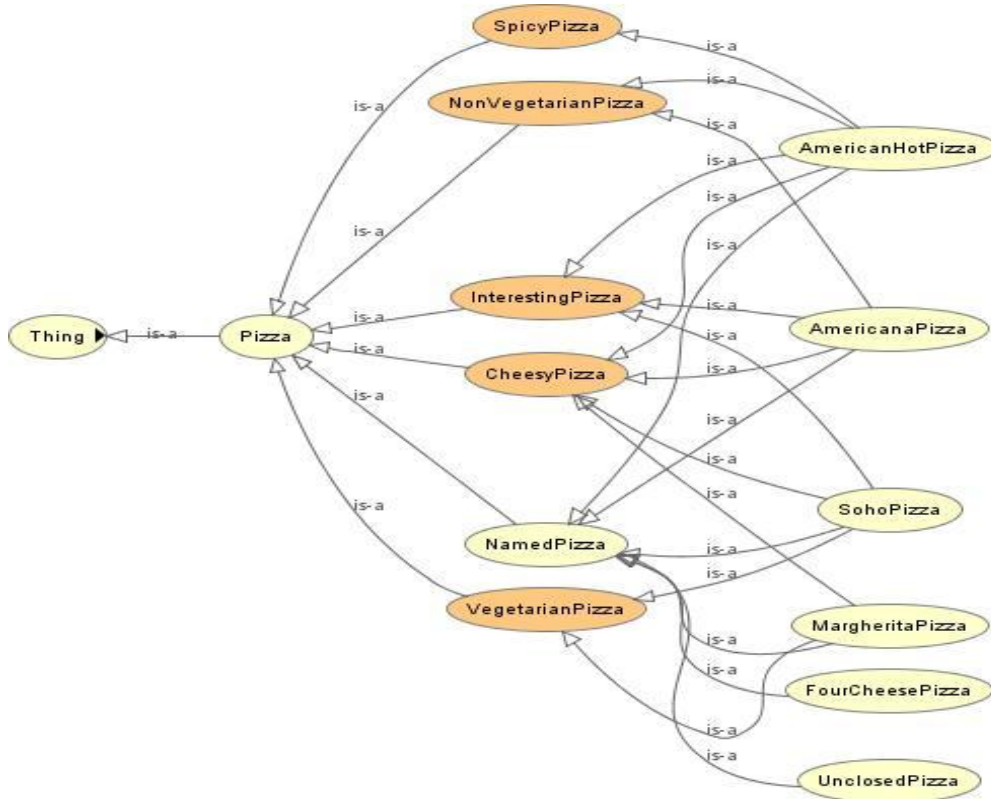 SpicyPizza
is-a
is-a
NonVegetarianPizza
is-a
is-a
is-a
AmericanHotPizza
is-a
is-a
is-a
is-a
InterestingPizza
is-a
is-a
AmericanaPizza
Thing
is-a
Pizza
is-a
CheesyPizza
is-a
is-a
is-a
is-a
is-a
is-a
SohoPizza
NamedPizza
is-a
is-a
VegetarianPizza
MargheritaPizza
is-a
is-a
FourCheesePizza
is-a
is-a
UnclosedPizza